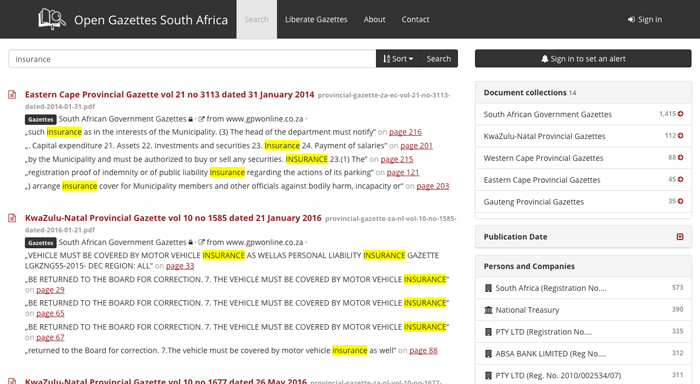 Open Gazettes South Africa
Search
Liberate Gazettes
About
Contact
Sign in
insurance
Sort
Search
Sign in to set an alert
Eastern Cape Provincial Gazette vol 21 no 3113 dated 31 January 2014 provincial-gazette-za-ec-vol-21-no-3113-
dated-2014-01-31.pdf
Gazettes South African Government Gazettes · from www.gpwonline.co.za ·
„such insurance as in the interests of the Municipality. (3) The head of the department must notify“ on page 216
„. Capital expenditure 21. Assets 22. Investments and securities 23. Insurance 24. Payment of salaries“ on page 201
„by the Municipality and must be authorized to buy or sell any securities. INSURANCE 23.(1) The“ on page 215
„registration proof of indemnity or of public liability insurance regarding the actions of its parking“ on page 121
„) arrange insurance cover for Municipality members and other officials against bodily harm, incapacity or“ on page 203
KwaZulu-Natal Provincial Gazette vol 10 no 1585 dated 21 January 2016 provincial-gazette-za-nl-vol-10-no-1585-
dated-2016-01-21.pdf
Gazettes South African Government Gazettes · from www.gpwonline.co.za ·
„VEHICLE MUST BE COVERED BY MOTOR VEHICLE INSURANCE AS WELLAS PERSONAL LIABILITY INSURANCE GAZETTE
LGKZNG55-2015- DEC REGION: ALL“ on page 33
„BE RETURNED TO THE BOARD FOR CORRECTION. 7. THE VEHICLE MUST BE COVERED BY MOTOR VEHICLE INSURANCE“
on page 29
„BE RETURNED TO THE BOARD FOR CORRECTION. 7. THE VEHICLE MUST BE COVERED BY MOTOR VEHICLE INSURANCE“
on page 65
„BE RETURNED TO THE BOARD FOR CORRECTION. 7. THE VEHICLE MUST BE COVERED BY MOTOR VEHICLE INSURANCE“
on page 67
„returned to the Board for correction. 7.The vehicle must be covered by motor vehicle insurance as well“ on page 88
KwaZulu-Natal Provincial Gazette vol 10 no 1677 dated 26 May 2016 provincial-gazette-za-nl-vol-10-no-1677-
Document collections 14
South African Government Gazettes 1,415
KwaZulu-Natal Provincial Gazettes 112
Western Cape Provincial Gazettes 88
Eastern Cape Provincial Gazettes 45
Gauteng Provincial Gazettes 35
Publication Date
Persons and Companies
South Africa (Registration No.... 573
National Treasury 390
PTY LTD (Registration No.... 335
ABSA BANK LIMITED (Reg No... 312
PTY LTD (Reg. No. 2010/002534/07) 311